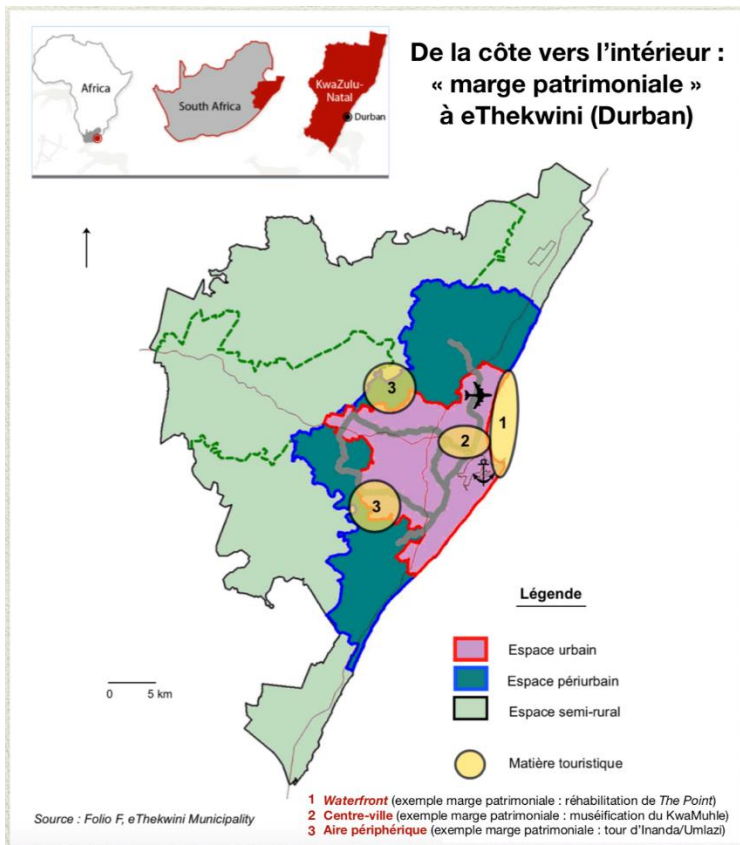 De la côte vers l'intérieur :
« marge patrimoniale »
à eThekwini (Durban)
Africa
South Africa
KwaZulu-
Natal
Durban
3
1
2
3
Légende
Espace urbain
Espace périurbain
Espace semi-rural
Matière touristique
0 5 km
Source : Folio F, eThekwini Municipality
1 Waterfront (exemple marge patrimoniale : réhabilitation de The Point)
2 Centre-ville (exemple marge patrimoniale : muséification du KwaMuhle)
3 Aire périphérique (exemple marge patrimoniale : tour d'Inanda/Umlazi)